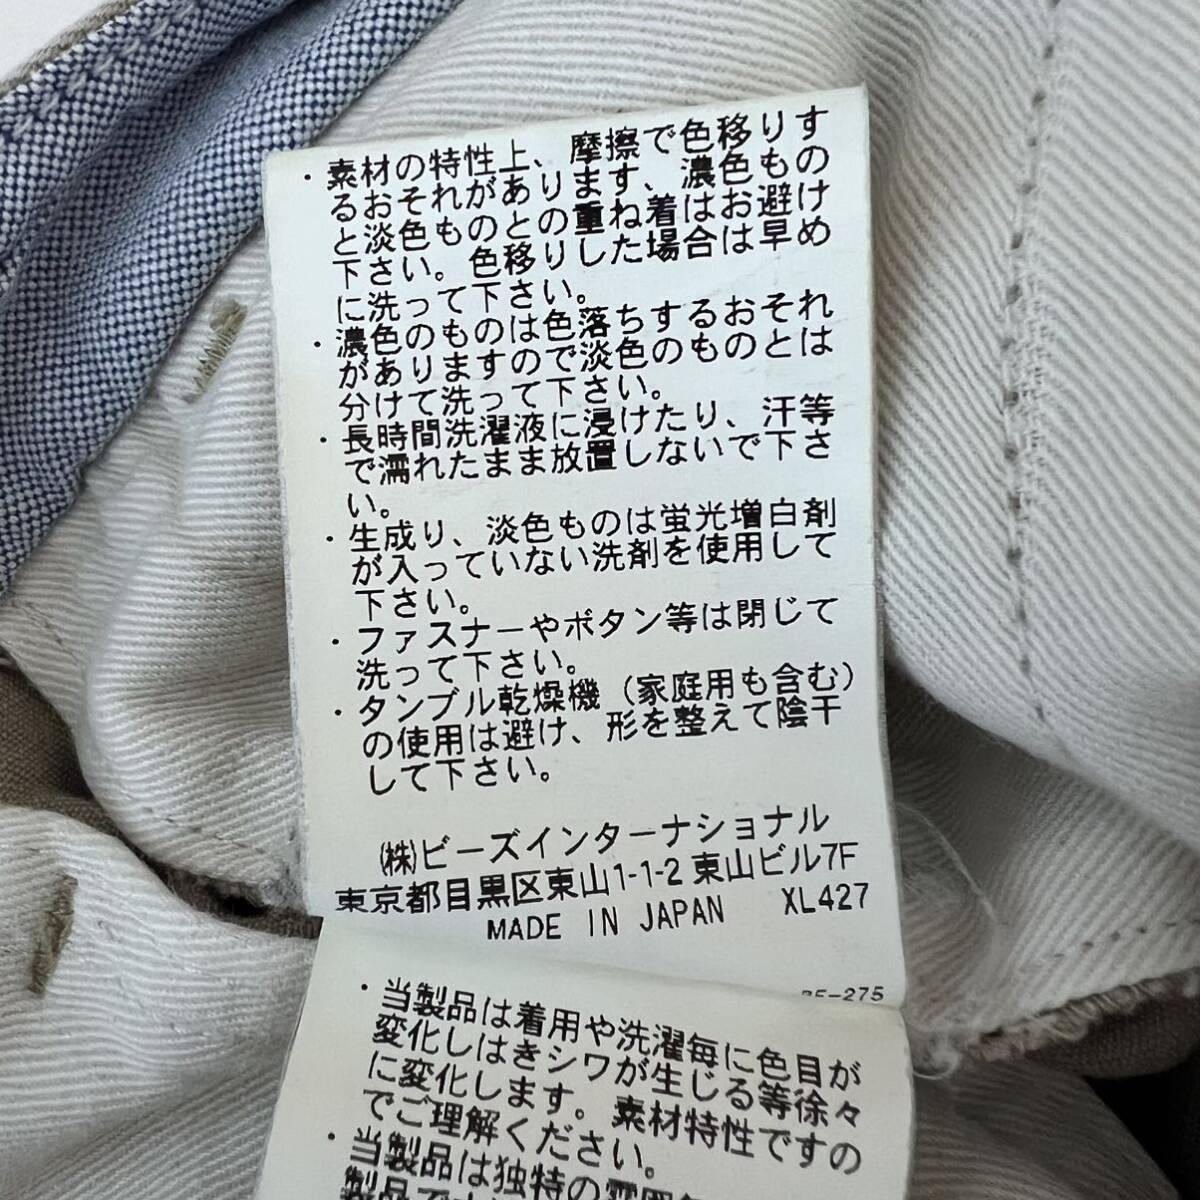 ・素材の特性上、摩擦で色移りす
るおそれがあります、濃色もの
と淡色ものとの重ね着はお避け
下さい。色移りした場合は早め
に洗って下さい。
・濃色のものは色落ちするおそれ
がありますので淡色のものとは
分けて洗って下さい。
・長時間洗濯液に浸けたり、汗等
で濡れたまま放置しないで下さ
い。
・生成り、淡色ものは蛍光増白剤
が入っていない洗剤を使用して
下さい。
・ファスナーやボタン等は閉じて
洗って下さい。
・タンブル乾燥機（家庭用も含む）
の使用は避け、形を整えて陰干
して下さい。
(株)ビーズインターナショナル
東京都目黒区東山1-1-2 東山ビル7F
MADE IN JAPAN XL427
・当製品は着用や洗濯毎に色目が
変化しはきシワが生じる等徐々
に変化します。素材特性ですの
でご理解ください。
・当製品は独特の